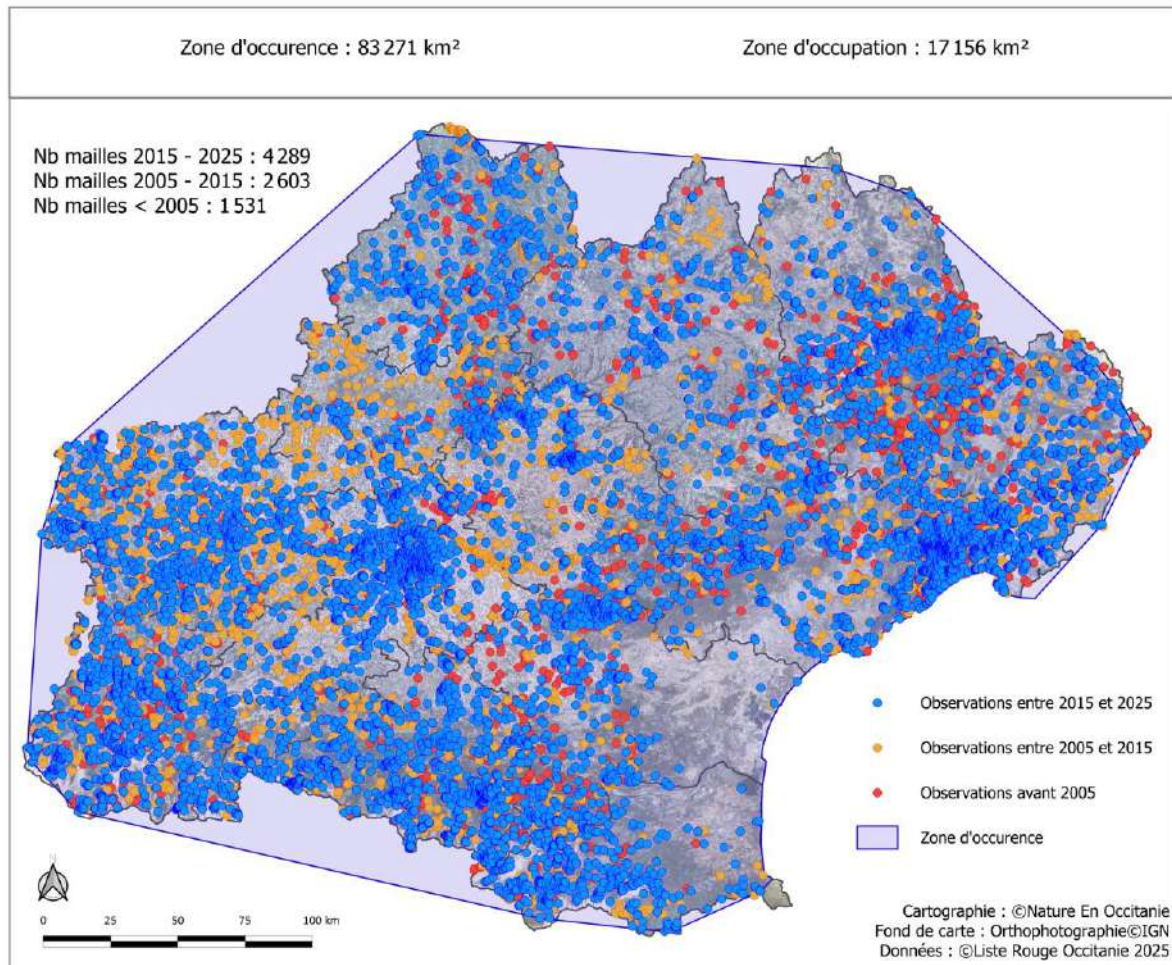 Zone d'occurence : 83 271 km²
Zone d'occupation : 17 156 km²
Nb mailles 2015 - 2025 : 4 289
Nb mailles 2005 - 2015 : 2 603
Nb mailles < 2005 : 1 531
Observations entre 2015 et 2025
Observations entre 2005 et 2015
Observations avant 2005
Zone d'occurence
N
0 25 50 75 100 km
Cartographie : ©Nature En Occitanie
Fond de carte : Orthophotographie©IGN
Données : ©Liste Rouge Occitanie 2025